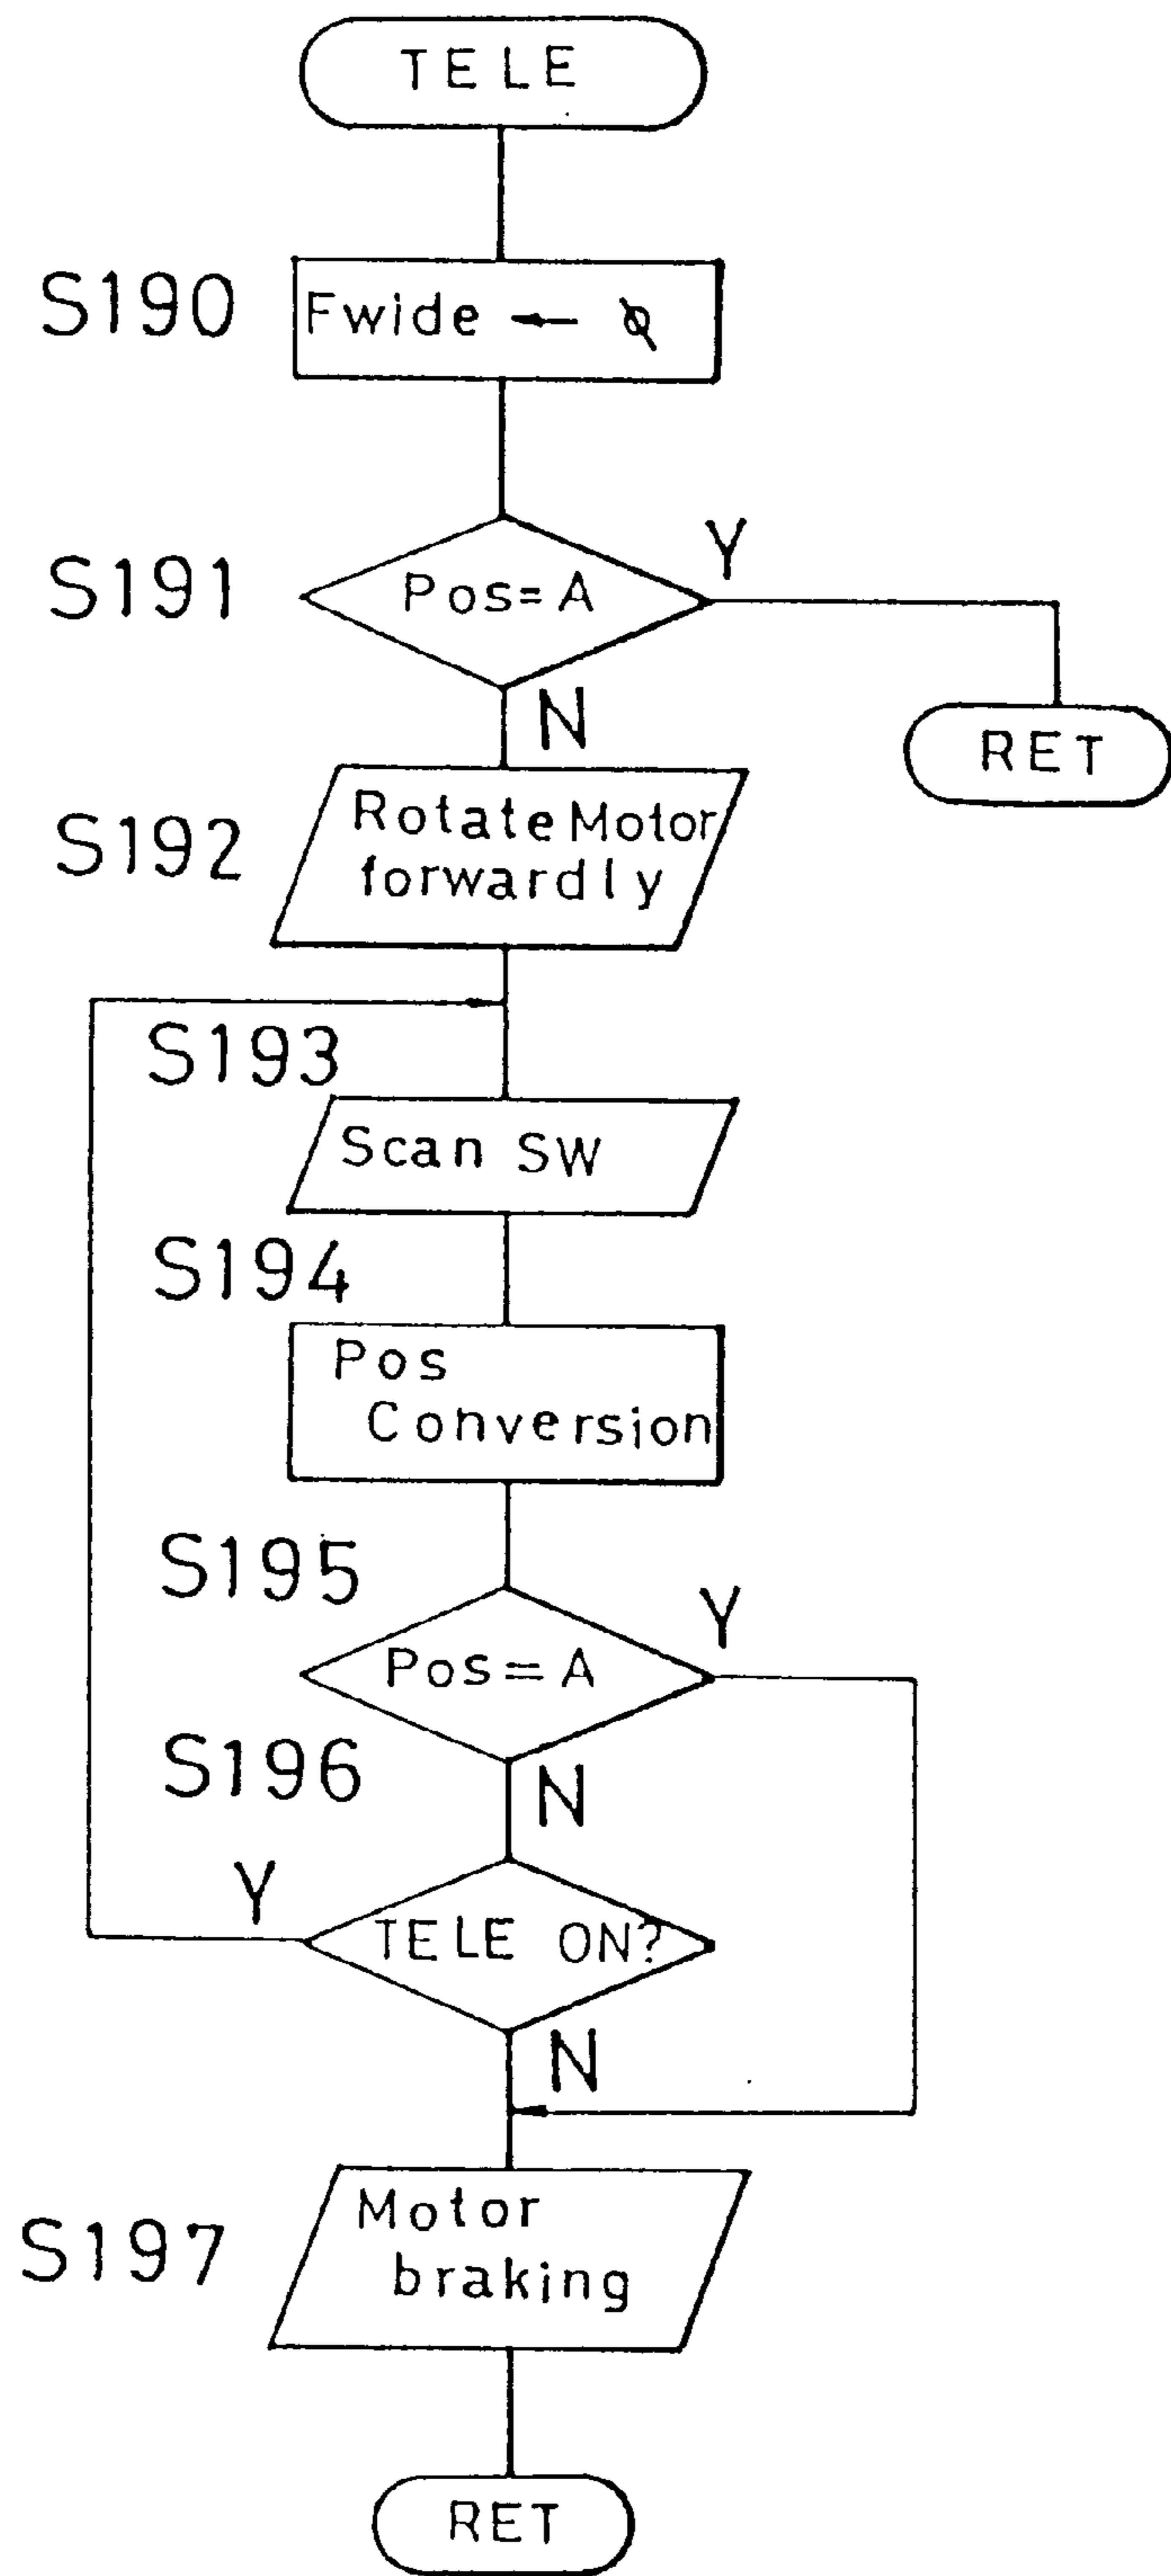 TELE
S190
Fwide ← φ
S191
Pos=A
Y
N
RET
S192
Rotate Motor
forwardly
S193
Scan SW
S194
Pos
Conversion
S195
Pos=A
Y
S196
N
Y
TELE ON?
N
S197
Motor
braking
RET